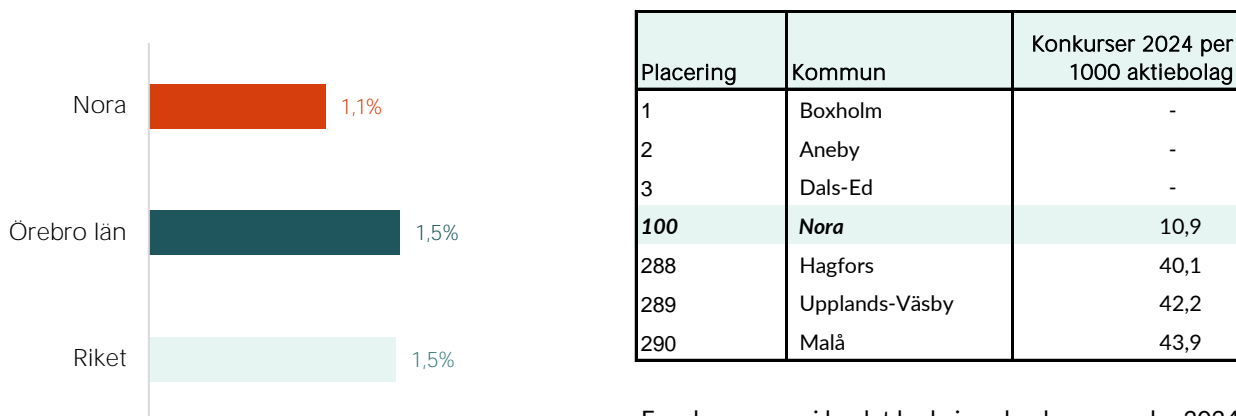 Nora 1,1%
Örebro län 1,5%
Riket 1,5%
Konkurser 2024 per
Placering Kommun 1000 aktiebolag
1 Boxholm -
2 Aneby -
3 Dals-Ed -
100 Nora 10,9
288 Hagfors 40,1
289 Upplands-Väsby 42,2
290 Malå 43,9